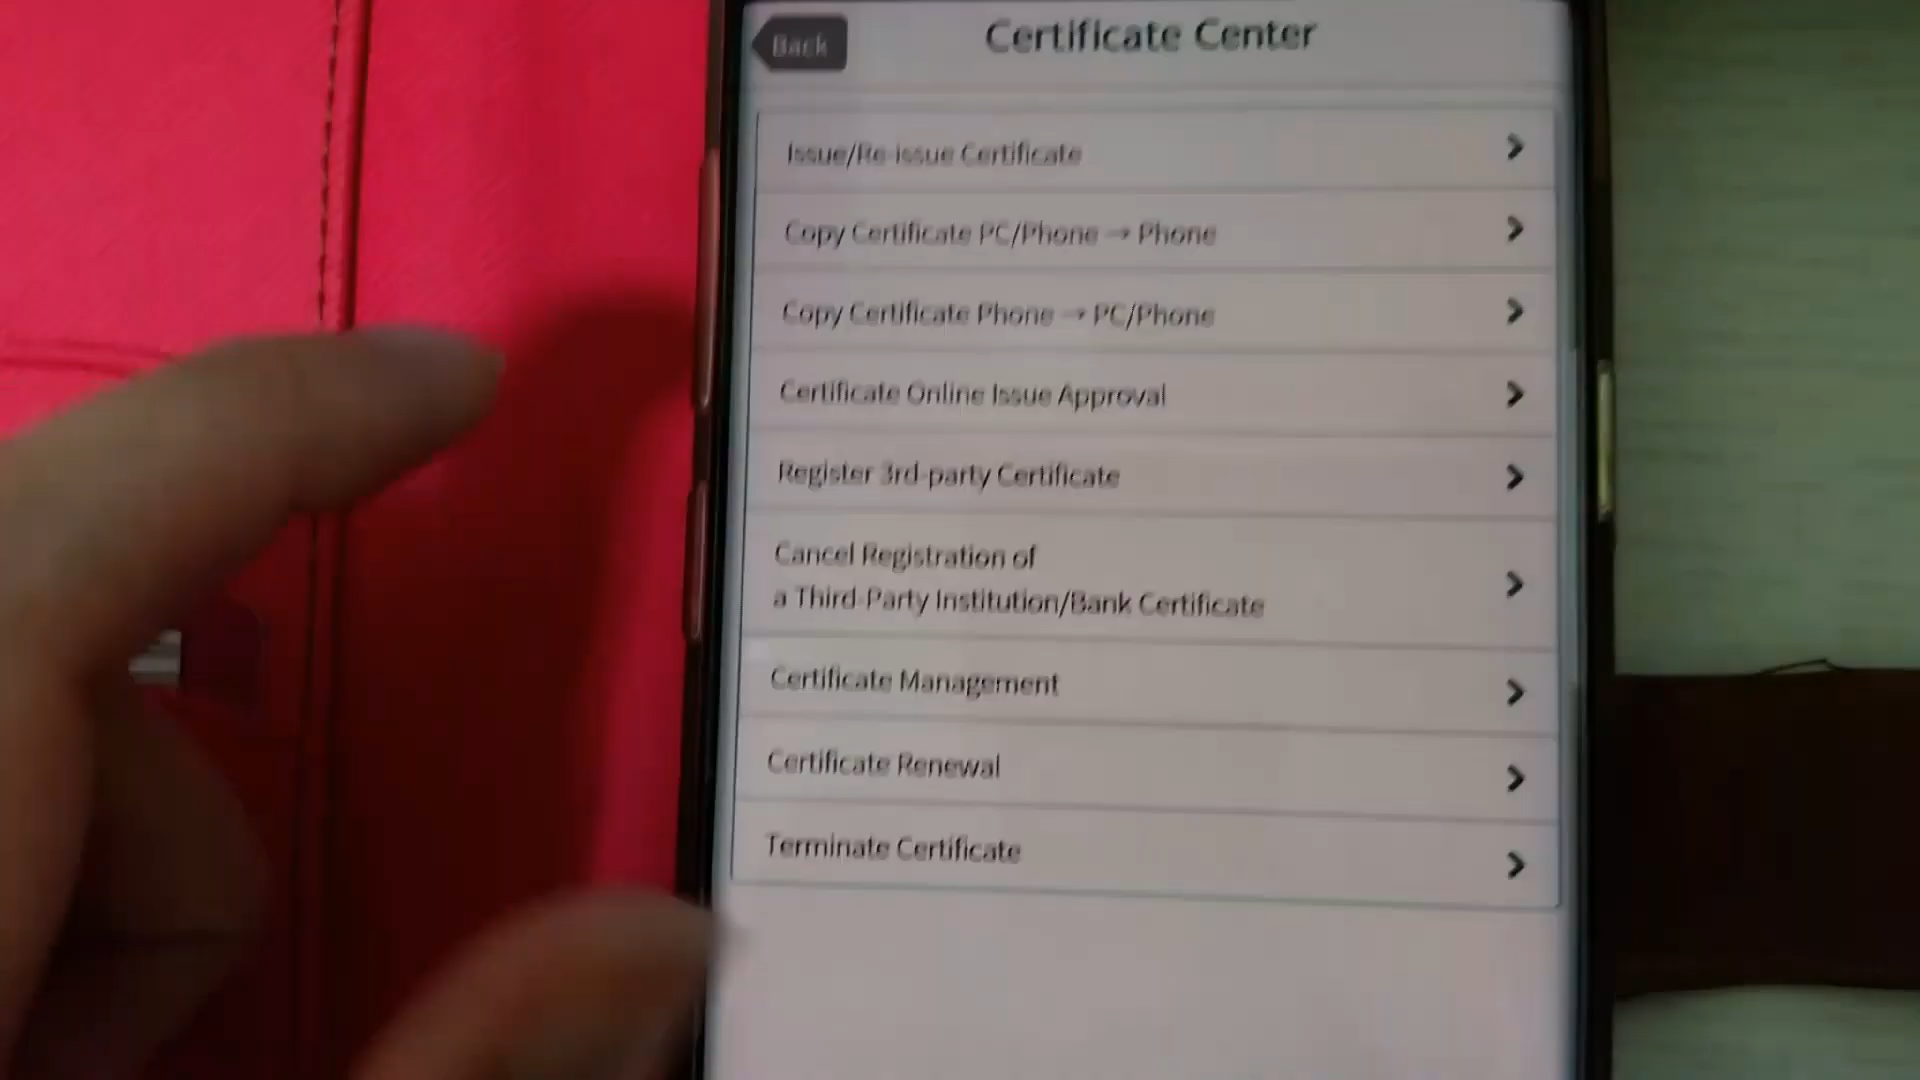 Back
Certificate Center
Issue/Re-issue Certificate
Copy Certificate PC/Phone → Phone
Copy Certificate Phone → PC/Phone
Certificate Online Issue Approval
Register 3rd-party Certificate
Cancel Registration of
a Third-Party Institution/Bank Certificate
Certificate Management
Certificate Renewal
Terminate Certificate